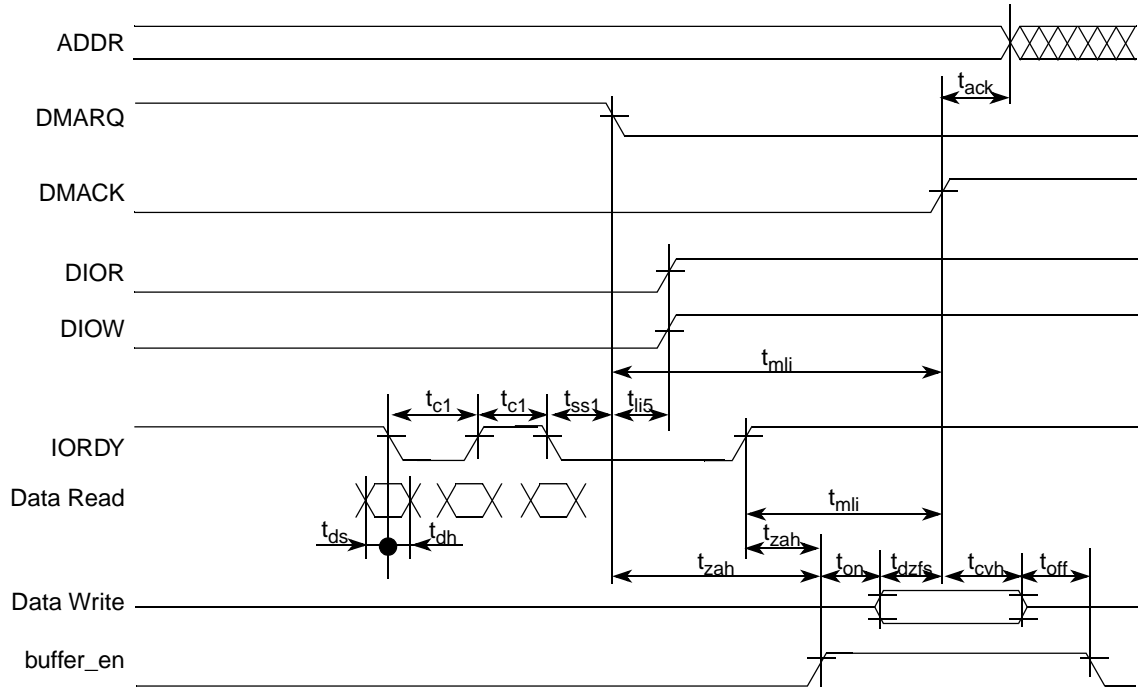 ADDR
t_ack
DMARQ
DMACK
DIOR
DIOW
t_mli
t_c1 t_c1 t_ss1 t_li5
IORDY
Data Read
t_mli
t_ds t_dh
t_zah
t_zah t_on t_dzfs t_cvh t_off
Data Write
buffer_en